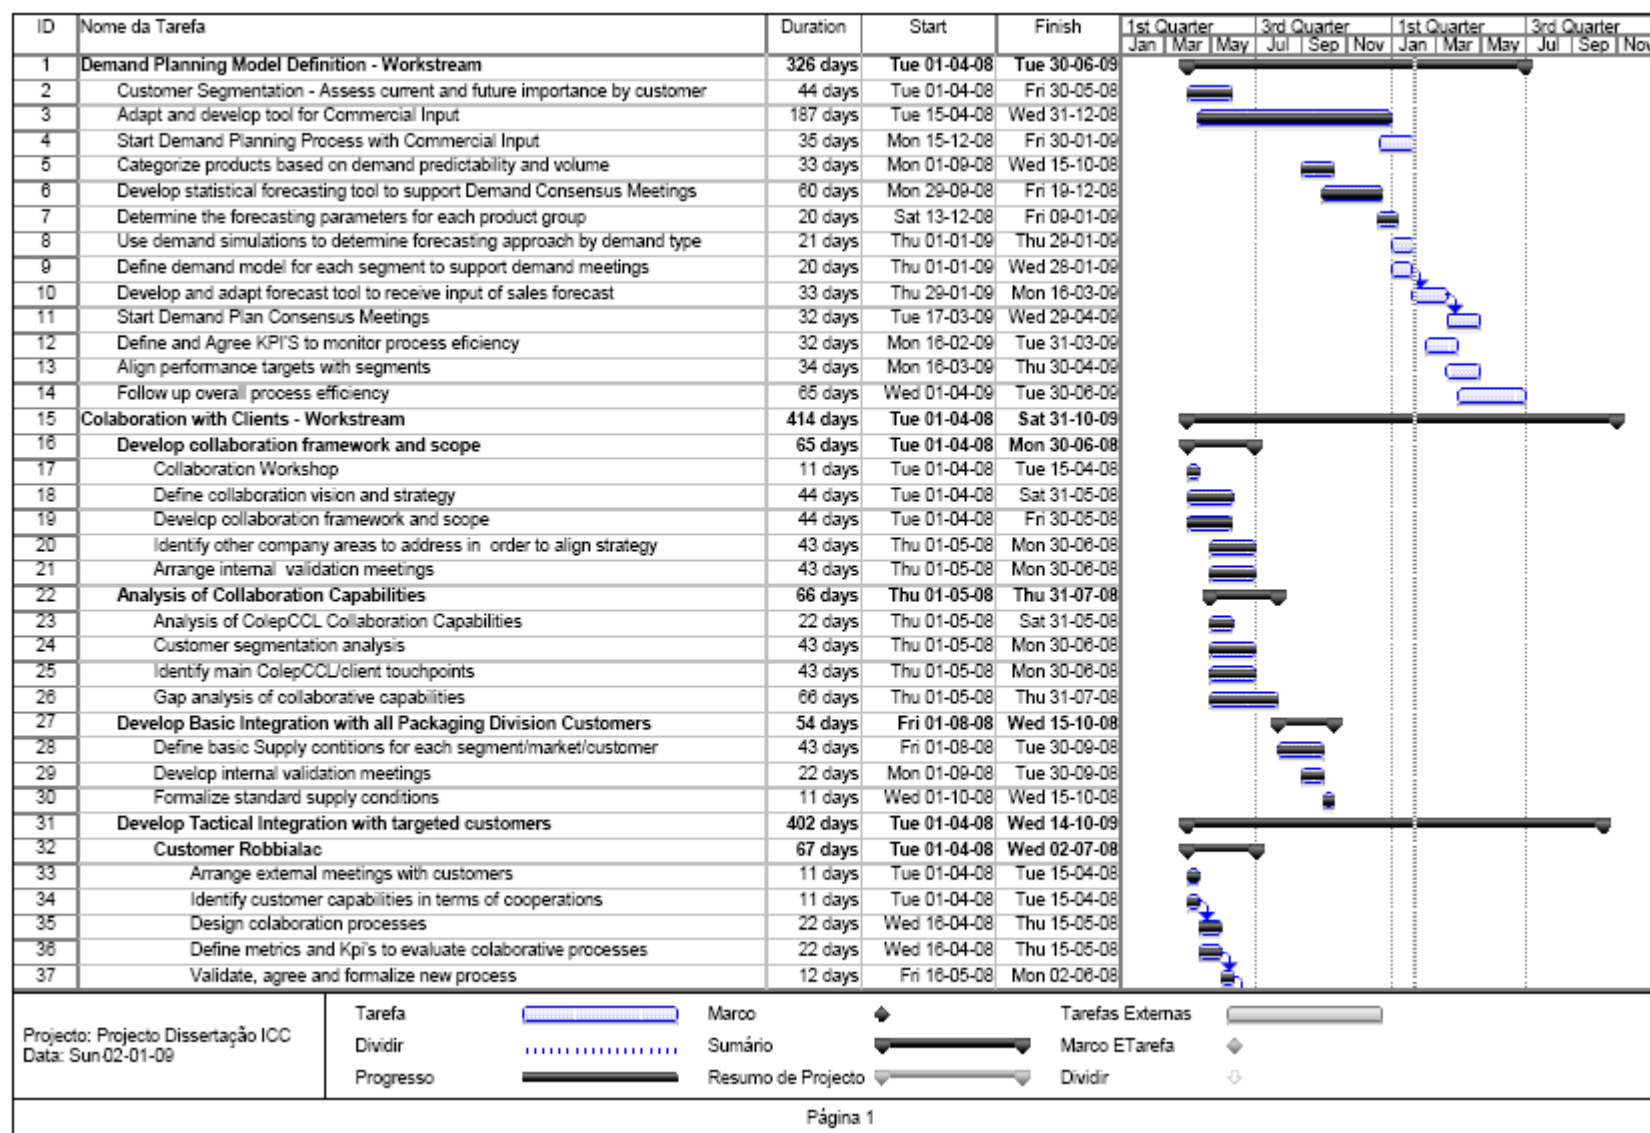 ID Nome da Tarefa Duration Start Finish 1st Quarter 3rd Quarter 1st Quarter 3rd Quarter
Jan Mar May Jul Sep Nov Jan Mar May Jul Sep Nov
1 Demand Planning Model Definition - Workstream 326 days Tue 01-04-08 Tue 30-06-09
2 Customer Segmentation - Assess current and future importance by customer 44 days Tue 01-04-08 Fri 30-05-08
3 Adapt and develop tool for Commercial Input 187 days Tue 15-04-08 Wed 31-12-08
4 Start Demand Planning Process with Commercial Input 35 days Mon 15-12-08 Fri 30-01-09
5 Categorize products based on demand predictability and volume 33 days Mon 01-09-08 Wed 15-10-08
6 Develop statistical forecasting tool to support Demand Consensus Meetings 60 days Mon 29-09-08 Fri 19-12-08
7 Determine the forecasting parameters for each product group 20 days Sat 13-12-08 Fri 09-01-09
8 Use demand simulations to determine forecasting approach by demand type 21 days Thu 01-01-09 Thu 29-01-09
9 Define demand model for each segment to support demand meetings 20 days Thu 01-01-09 Wed 28-01-09
10 Develop and adapt forecast tool to receive input of sales forecast 33 days Thu 29-01-09 Mon 16-03-09
11 Start Demand Plan Consensus Meetings 32 days Tue 17-03-09 Wed 29-04-09
12 Define and Agree KPI'S to monitor process eficiency 32 days Mon 16-02-09 Tue 31-03-09
13 Align performance targets with segments 34 days Mon 16-03-09 Thu 30-04-09
14 Follow up overall process efficiency 65 days Wed 01-04-09 Tue 30-06-09
15 Colaboration with Clients - Workstream 414 days Tue 01-04-08 Sat 31-10-09
16 Develop collaboration framework and scope 65 days Tue 01-04-08 Mon 30-06-08
17 Collaboration Workshop 11 days Tue 01-04-08 Tue 15-04-08
18 Define collaboration vision and strategy 44 days Tue 01-04-08 Sat 31-05-08
19 Develop collaboration framework and scope 44 days Tue 01-04-08 Fri 30-05-08
20 Identify other company areas to address in order to align strategy 43 days Thu 01-05-08 Mon 30-06-08
21 Arrange internal validation meetings 43 days Thu 01-05-08 Mon 30-06-08
22 Analysis of Collaboration Capabilities 66 days Thu 01-05-08 Thu 31-07-08
23 Analysis of ColepCCL Collaboration Capabilities 22 days Thu 01-05-08 Sat 31-05-08
24 Customer segmentation analysis 43 days Thu 01-05-08 Mon 30-06-08
25 Identify main ColepCCL/client touchpoints 43 days Thu 01-05-08 Mon 30-06-08
26 Gap analysis of collaborative capabilities 66 days Thu 01-05-08 Thu 31-07-08
27 Develop Basic Integration with all Packaging Division Customers 54 days Fri 01-08-08 Wed 15-10-08
28 Define basic Supply contitions for each segment/market/customer 43 days Fri 01-08-08 Tue 30-09-08
29 Develop internal validation meetings 22 days Mon 01-09-08 Tue 30-09-08
30 Formalize standard supply conditions 11 days Wed 01-10-08 Wed 15-10-08
31 Develop Tactical Integration with targeted customers 402 days Tue 01-04-08 Wed 14-10-09
32 Customer Robbialac 67 days Tue 01-04-08 Wed 02-07-08
33 Arrange external meetings with customers 11 days Tue 01-04-08 Tue 15-04-08
34 Identify customer capabilities in terms of cooperations 11 days Tue 01-04-08 Tue 15-04-08
35 Design colaboration processes 22 days Wed 16-04-08 Thu 15-05-08
36 Define metrics and Kpi's to evaluate colaborative processes 22 days Wed 16-04-08 Thu 15-05-08
37 Validate, agree and formalize new process 12 days Fri 16-05-08 Mon 02-06-08
Projecto: Projecto Dissertação ICC
Data: Sun 02-01-09
Tarefa Marco Tarefas Externas
Dividir Sumário Marco ETarefa
Progresso Resumo de Projecto Dividir
Página 1